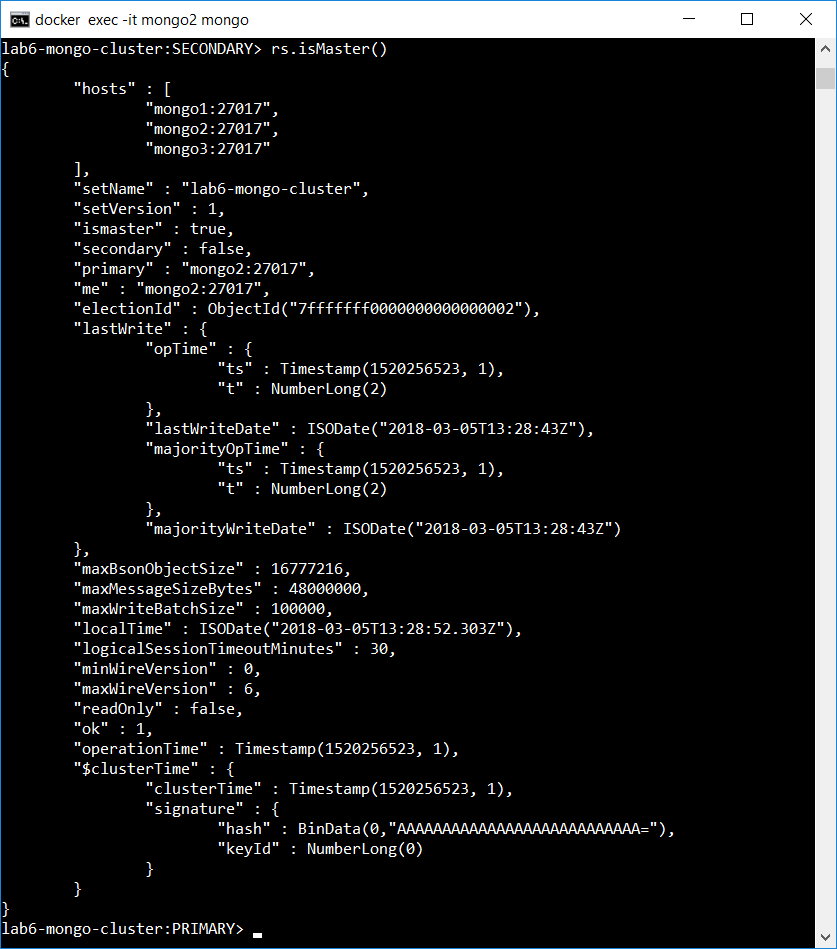 docker exec -it mongo2 mongo
lab6-mongo-cluster:SECONDARY> rs.isMaster()
{
        "hosts" : [
                "mongo1:27017",
                "mongo2:27017",
                "mongo3:27017"
        ],
        "setName" : "lab6-mongo-cluster",
        "setVersion" : 1,
        "ismaster" : true,
        "secondary" : false,
        "primary" : "mongo2:27017",
        "me" : "mongo2:27017",
        "electionId" : ObjectId("7fffffff0000000000000002"),
        "lastWrite" : {
                "opTime" : {
                        "ts" : Timestamp(1520256523, 1),
                        "t" : NumberLong(2)
                },
                "lastWriteDate" : ISODate("2018-03-05T13:28:43Z"),
                "majorityOpTime" : {
                        "ts" : Timestamp(1520256523, 1),
                        "t" : NumberLong(2)
                },
                "majorityWriteDate" : ISODate("2018-03-05T13:28:43Z")
        },
        "maxBsonObjectSize" : 16777216,
        "maxMessageSizeBytes" : 48000000,
        "maxWriteBatchSize" : 100000,
        "localTime" : ISODate("2018-03-05T13:28:52.303Z"),
        "logicalSessionTimeoutMinutes" : 30,
        "minWireVersion" : 0,
        "maxWireVersion" : 6,
        "readOnly" : false,
        "ok" : 1,
        "operationTime" : Timestamp(1520256523, 1),
        "$clusterTime" : {
                "clusterTime" : Timestamp(1520256523, 1),
                "signature" : {
                        "hash" : BinData(0,"AAAAAAAAAAAAAAAAAAAAAAAAAAA="),
                        "keyId" : NumberLong(0)
                }
        }
}
lab6-mongo-cluster:PRIMARY>